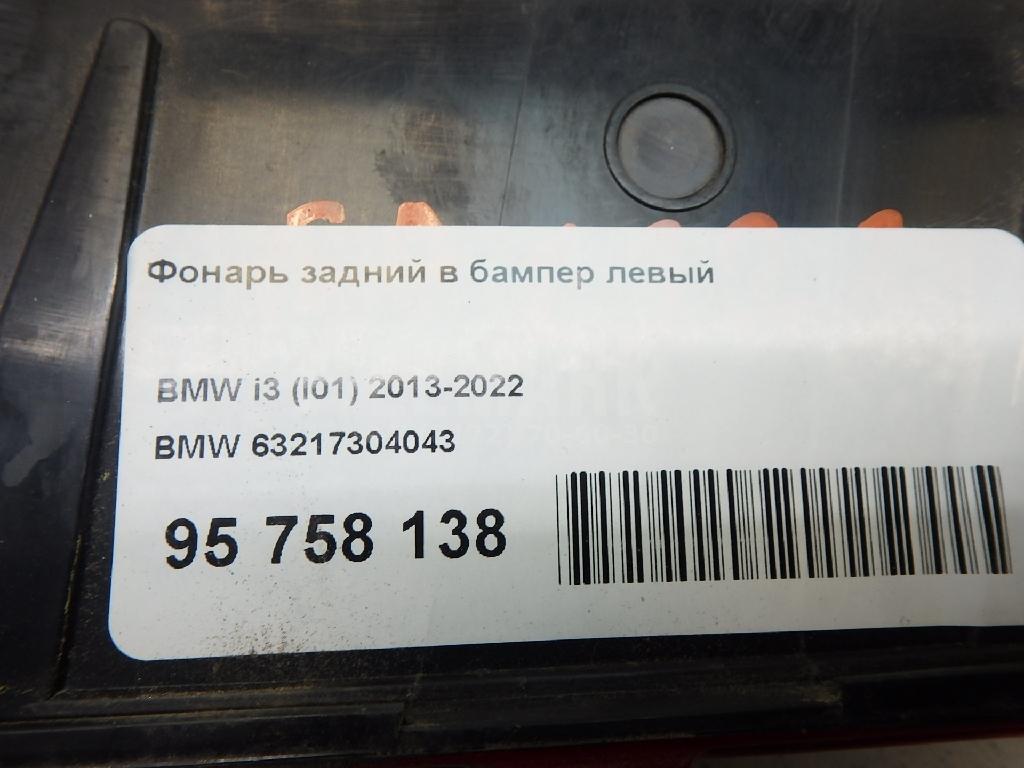 Фонарь задний в бампер левый
BMW i3 (I01) 2013-2022
BMW 63217304043
95 758 138